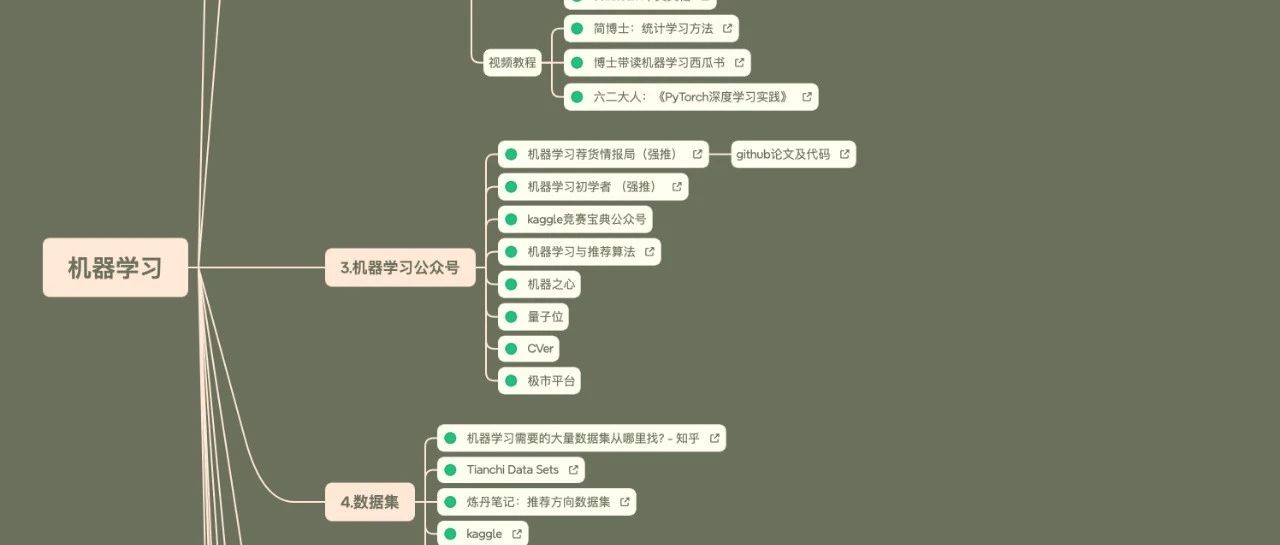 简博士：统计学习方法
视频教程
博士带读机器学习西瓜书
六二大人：《PyTorch深度学习实践》
机器学习
3.机器学习公众号
机器学习荐货情报局（强推）
github论文及代码
机器学习初学者 （强推）
kaggle竞赛宝典公众号
机器学习与推荐算法
机器之心
量子位
CVer
极市平台
4.数据集
机器学习需要的大量数据集从哪里找? - 知乎
Tianchi Data Sets
炼丹笔记：推荐方向数据集
kaggle